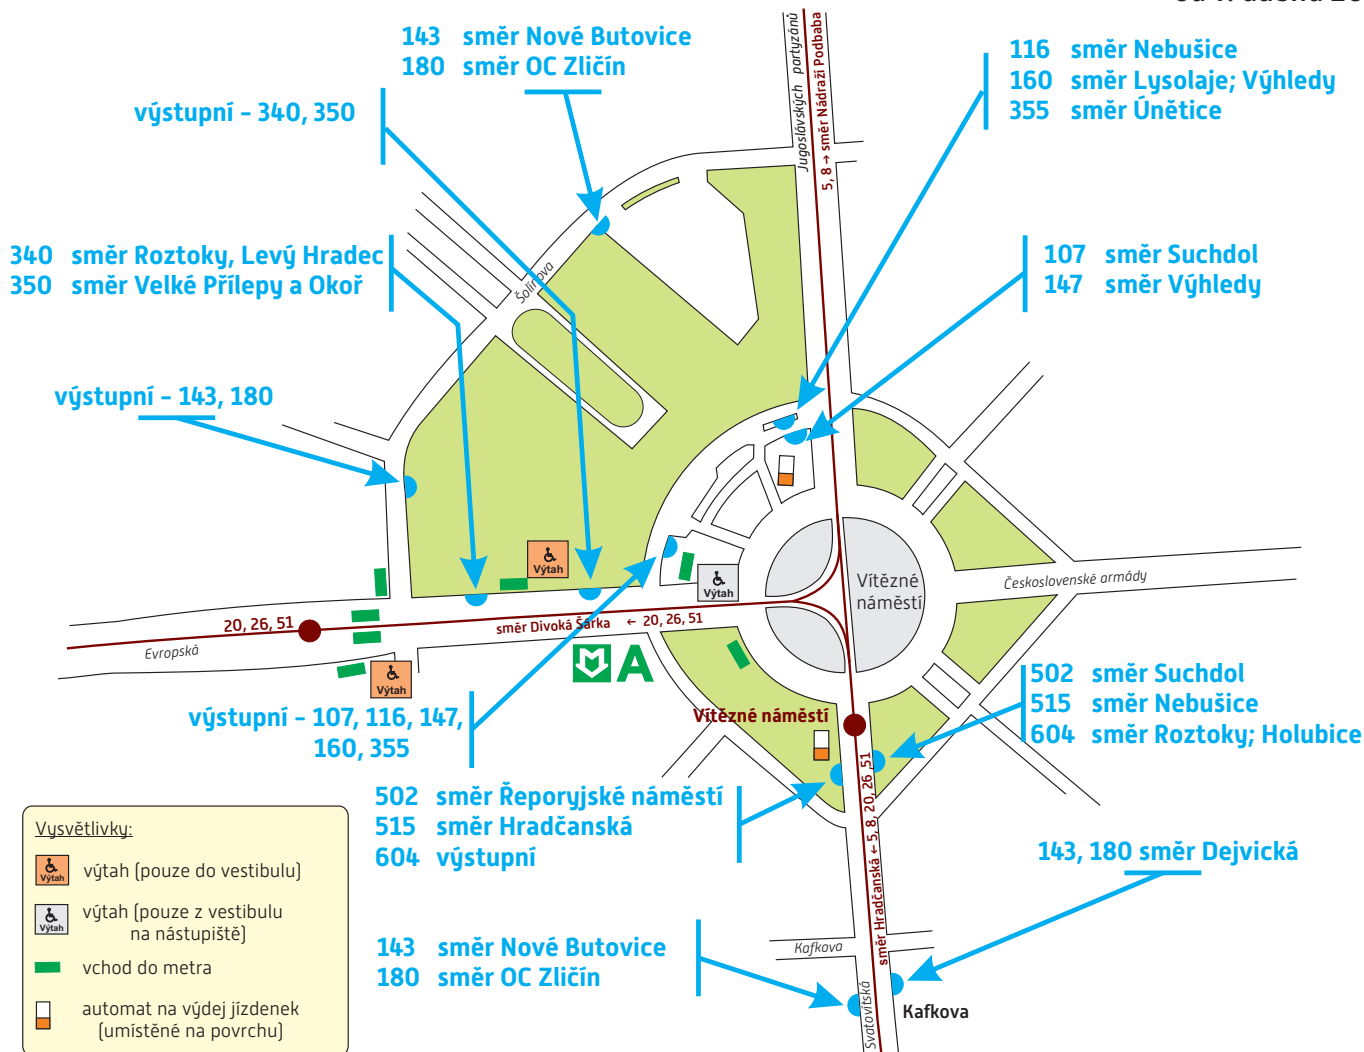 143 směr Nové Butovice
180 směr OC Zličín
116 směr Nebušice
160 směr Lysolaje; Výhledy
355 směr Únětice
výstupní - 340, 350
Jugoslávských partyzánů
5, 8 → směr Nádraží Podbaba
340 směr Roztoky, Levý Hradec
350 směr Velké Přílepy a Okoř
107 směr Suchdol
147 směr Výhledy
Šolínova
výstupní - 143, 180
Výtah
Výtah
Vítězné
náměstí
Československé armády
20, 26, 51
směr Divoká Šárka ← 20, 26, 51
Evropská
A
Výtah
502 směr Suchdol
515 směr Nebušice
604 směr Roztoky; Holubice
výstupní - 107, 116, 147,
160, 355
Vítězné náměstí
502 směr Řeporyjské náměstí
515 směr Hradčanská
604 výstupní
směr Hradčanská ← 5, 8, 20, 26 ,51
143, 180 směr Dejvická
143 směr Nové Butovice
180 směr OC Zličín
Kafkova
Svatovítská
Kafkova
Vysvětlivky:
Výtah
výtah (pouze do vestibulu)
Výtah
výtah (pouze z vestibulu
na nástupiště)
vchod do metra
automat na výdej jízdenek
(umístěné na povrchu)